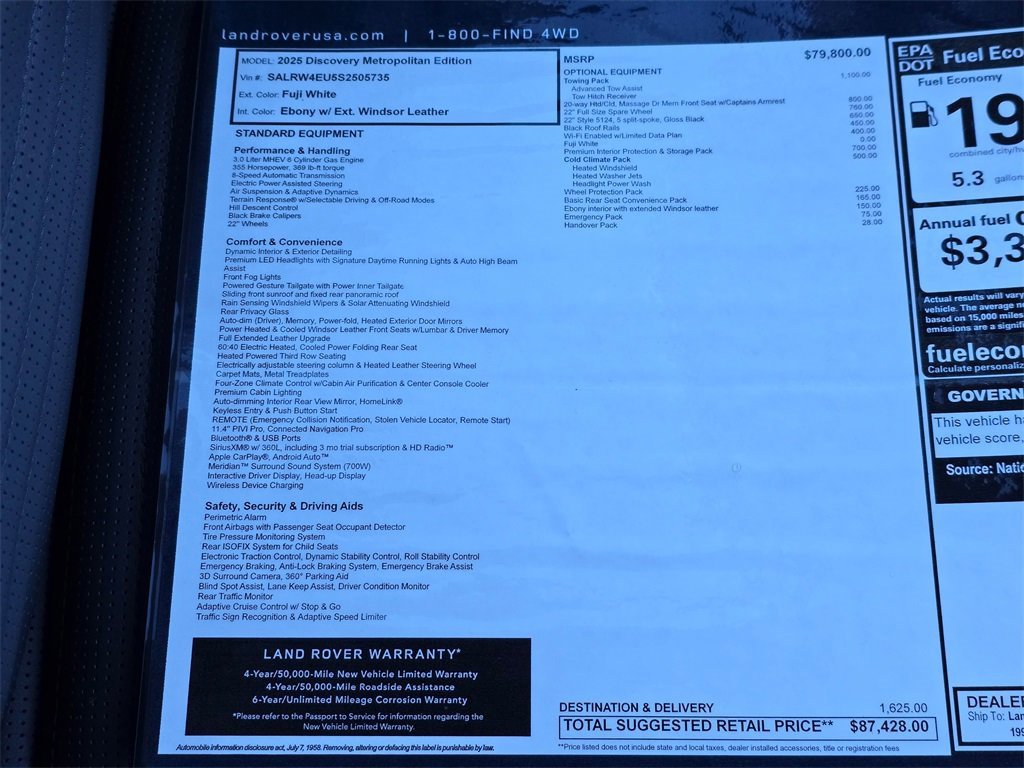 landroverusa.com | 1-800-FIND 4WD
MODEL: 2025 Discovery Metropolitan Edition
Vin #: SALRW4EU5S2505735
Ext. Color: Fuji White
Int. Color: Ebony w/ Ext. Windsor Leather
STANDARD EQUIPMENT
Performance & Handling
3.0 Liter MHEV 6 Cylinder Gas Engine
355 Horsepower, 369 lb-ft torque
8-Speed Automatic Transmission
Electric Power Assisted Steering
Air Suspension & Adaptive Dynamics
Terrain Response® w/Selectable Driving & Off-Road Modes
Hill Descent Control
Black Brake Calipers
22" Wheels
Comfort & Convenience
Dynamic Interior & Exterior Detailing
Premium LED Headlights with Signature Daytime Running Lights & Auto High Beam
Assist
Front Fog Lights
Powered Gesture Tailgate with Power Inner Tailgate
Sliding front sunroof and fixed rear panoramic roof
Rain Sensing Windshield Wipers & Solar Attenuating Windshield
Rear Privacy Glass
Auto-dim (Driver), Memory, Power-fold, Heated Exterior Door Mirrors
Power Heated & Cooled Windsor Leather Front Seats w/Lumbar & Driver Memory
Full Extended Leather Upgrade
60:40 Electric Heated, Cooled Power Folding Rear Seat
Heated Powered Third Row Seating
Electrically adjustable steering column & Heated Leather Steering Wheel
Carpet Mats, Metal Treadplates
Four-Zone Climate Control w/Cabin Air Purification & Center Console Cooler
Premium Cabin Lighting
Auto-dimming Interior Rear View Mirror, HomeLink®
Keyless Entry & Push Button Start
REMOTE (Emergency Collision Notification, Stolen Vehicle Locator, Remote Start)
11.4" PIVI Pro, Connected Navigation Pro
Bluetooth® & USB Ports
SiriusXM® w/ 360L, including 3 mo trial subscription & HD Radio™
Apple CarPlay®, Android Auto™
Meridian™ Surround Sound System (700W)
Interactive Driver Display, Head-up Display
Wireless Device Charging
Safety, Security & Driving Aids
Perimetric Alarm
Front Airbags with Passenger Seat Occupant Detector
Tire Pressure Monitoring System
Rear ISOFIX System for Child Seats
Electronic Traction Control, Dynamic Stability Control, Roll Stability Control
Emergency Braking, Anti-Lock Braking System, Emergency Brake Assist
3D Surround Camera, 360° Parking Aid
Blind Spot Assist, Lane Keep Assist, Driver Condition Monitor
Rear Traffic Monitor
Adaptive Cruise Control w/ Stop & Go
Traffic Sign Recognition & Adaptive Speed Limiter
LAND ROVER WARRANTY*
4-Year/50,000-Mile New Vehicle Limited Warranty
4-Year/50,000-Mile Roadside Assistance
6-Year/Unlimited Mileage Corrosion Warranty
*Please refer to the Passport to Service for information regarding the
New Vehicle Limited Warranty.
Automobile information disclosure act, July 7, 1958. Removing, altering or defacing this label is punishable by law.
MSRP $79,800.00
OPTIONAL EQUIPMENT
Towing Pack 1,100.00
Advanced Tow Assist
Tow Hitch Receiver
20-way Htd/Cld, Massage Dr Mem Front Seat w/Captains Armrest 800.00
22" Full Size Spare Wheel 760.00
22" Style 5124, 5 split-spoke, Gloss Black 650.00
Black Roof Rails 450.00
Wi-Fi Enabled w/Limited Data Plan 400.00
Fuji White 0.00
Premium Interior Protection & Storage Pack 700.00
Cold Climate Pack 500.00
Heated Windshield
Heated Washer Jets
Headlight Power Wash
Wheel Protection Pack 225.00
Basic Rear Seat Convenience Pack 165.00
Ebony interior with extended Windsor leather 150.00
Emergency Pack 75.00
Handover Pack 28.00
DESTINATION & DELIVERY 1,625.00
TOTAL SUGGESTED RETAIL PRICE** $87,428.00
**Price listed does not include state and local taxes, dealer installed accessories, title or registration fees
EPA
DOT
Fuel Eco
Fuel Economy
19
combined city/h
5.3 gallons
Annual fuel
$3,3
Actual results will vary
vehicle. The average n
based on 15,000 miles
emissions are a signifi
fuelecon
Calculate personaliz
GOVERN
This vehicle ha
vehicle score,
Source: Natio
DEALE
Ship To: Lan
199